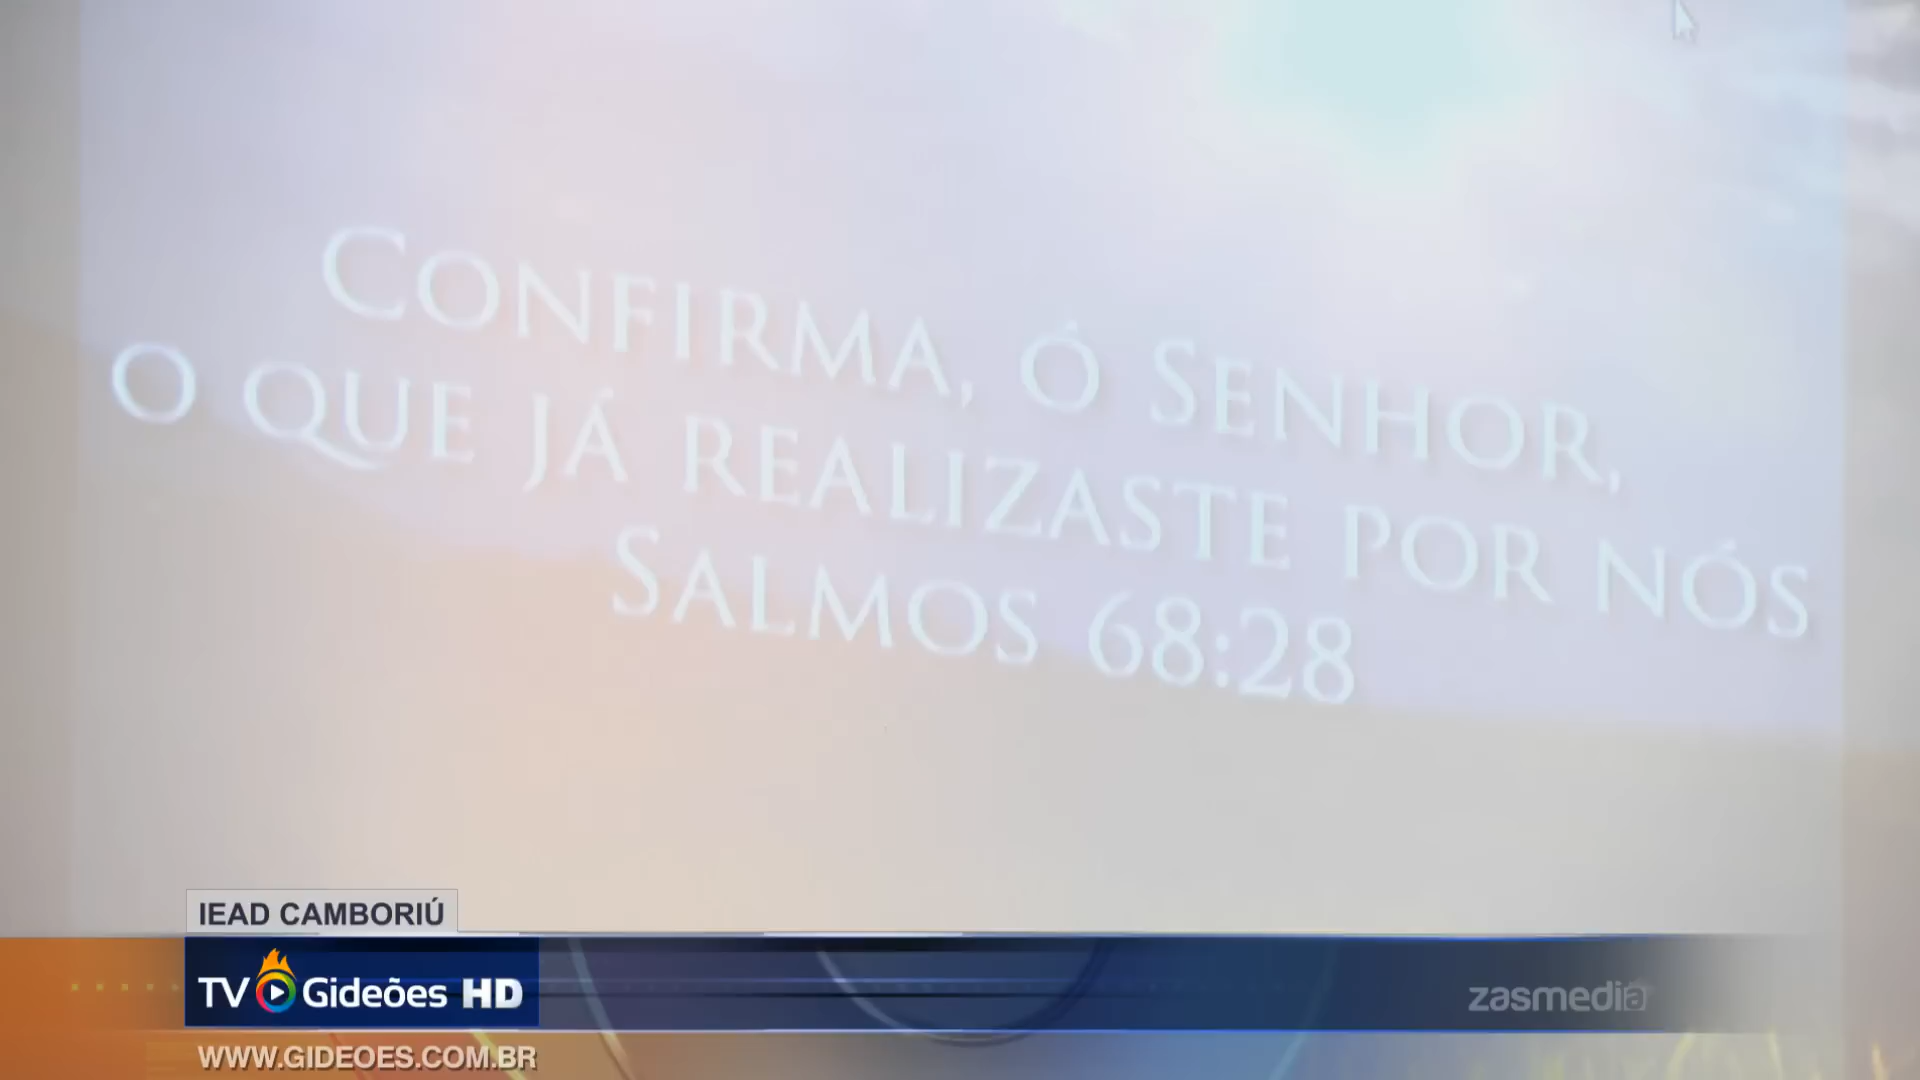 CONFIRMA, Ó SENHOR,
O QUE JÁ REALIZASTE POR NÓS
SALMOS 68:28
IEAD CAMBORIÚ
TV Gideões HD
zasmedia
WWW.GIDEOES.COM.BR